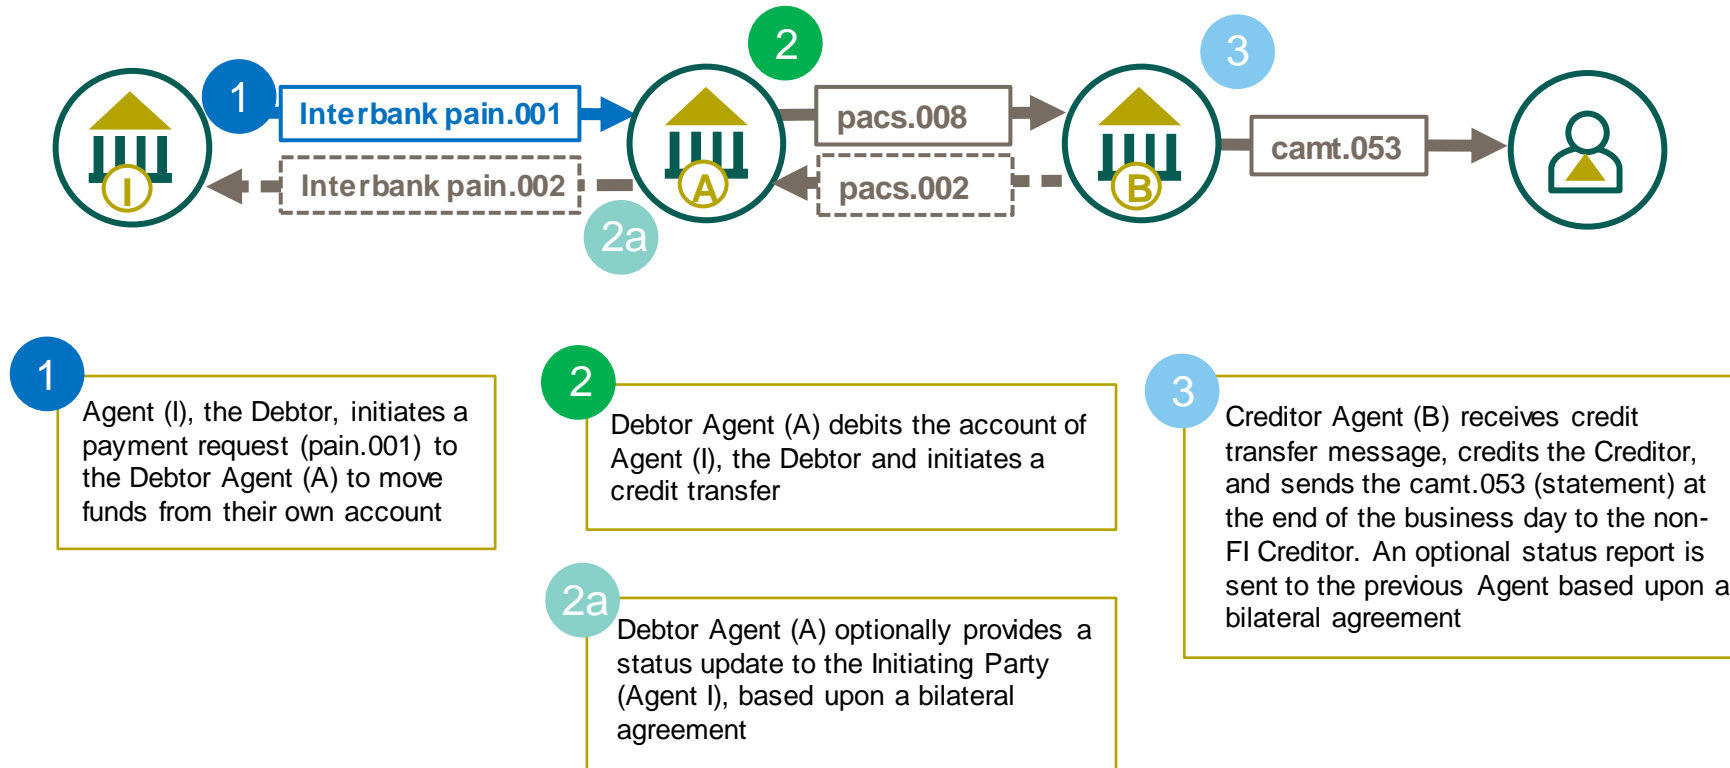 1
2
3
Interbank pain.001
pacs.008
camt.053
Interbank pain.002
pacs.002
I
A
B
2a
1
Agent (I), the Debtor, initiates a
payment request (pain.001) to
the Debtor Agent (A) to move
funds from their own account
2
Debtor Agent (A) debits the account of
Agent (I), the Debtor and initiates a
credit transfer
2a
Debtor Agent (A) optionally provides a
status update to the Initiating Party
(Agent I), based upon a bilateral
agreement
3
Creditor Agent (B) receives credit
transfer message, credits the Creditor,
and sends the camt.053 (statement) at
the end of the business day to the non-
FI Creditor. An optional status report is
sent to the previous Agent based upon a
bilateral agreement